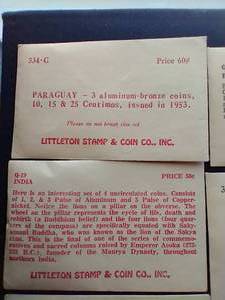 334-C Price 60¢
PARAGUAY - 3 aluminum-bronze coins,
10, 15 & 25 Centimos, issued in 1953.
Please do not break this set
LITTLETON STAMP & COIN CO., INC.
Q-19 PRICE 50c
INDIA
Here is an interesting set of 4 uncirculated coins. Consists
of 1, 2, & 3 Paise of Aluminum and 5 Paise of Copper-
nickel. Notice the lions on a pillar on the obverse. The
wheel on the pillar represents the cycle of life, death and
rebirth (a Buddhist belief) and the four lions (four quar-
ters of the compass) are specifically equated with Saky-
amuni Buddha, who was known as the lion of the Sakya
clan. This is the final of one of the series of commemo-
rative and sacred columns raised by Emperor Asoka (273-
232 B.C.), founder of the Maurya Dynasty, throughout
northern India.
LITTLETON STAMP & COIN CO., INC.